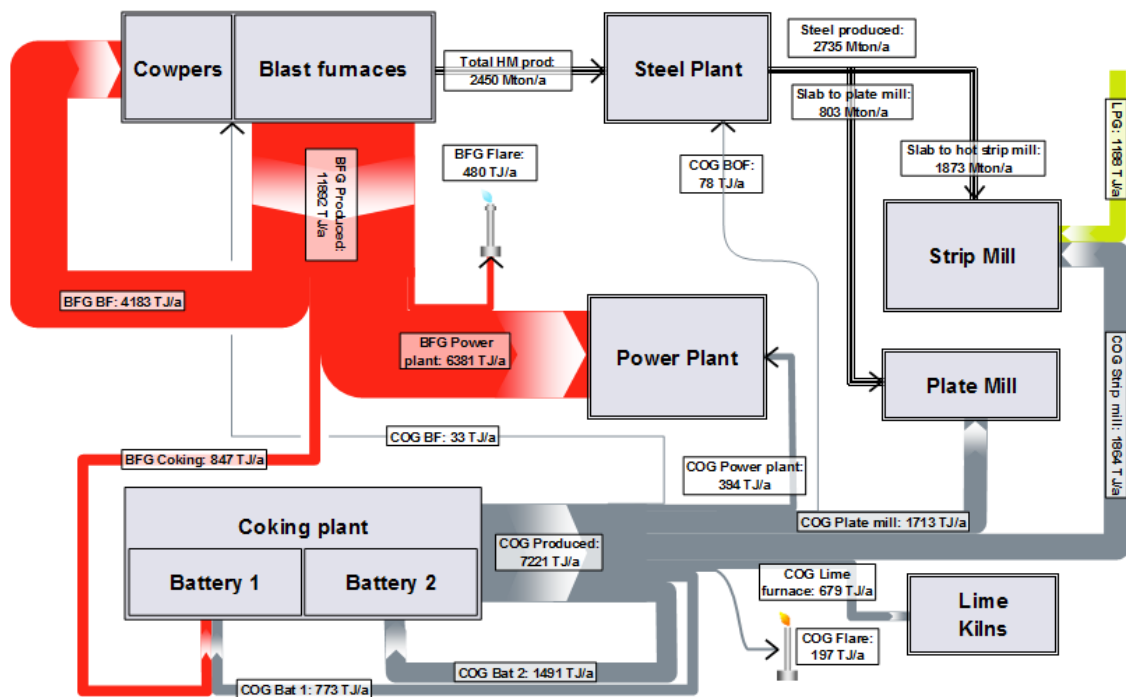 Cowpers
Blast furnaces
Total HM prod:
2450 Mton/a
Steel Plant
Steel produced:
2735 Mton/a
Slab to plate mill:
803 Mton/a
LPG: 1188 TJ/a
BFG Produced:
11892 TJ/a
BFG Flare:
480 TJ/a
COG BOF:
78 TJ/a
Slab to hot strip mill:
1873 Mton/a
Strip Mill
BFG BF: 4183 TJ/a
BFG Power
plant: 6381 TJ/a
Power Plant
Plate Mill
COG Strip mill: 1864 TJ/a
COG BF: 33 TJ/a
BFG Coking: 847 TJ/a
COG Power plant:
394 TJ/a
Coking plant
COG Produced:
7221 TJ/a
COG Plate mill: 1713 TJ/a
Battery 1
Battery 2
COG Lime
furnace: 679 TJ/a
Lime
Kilns
COG Flare:
197 TJ/a
COG Bat 2: 1491 TJ/a
COG Bat 1: 773 TJ/a